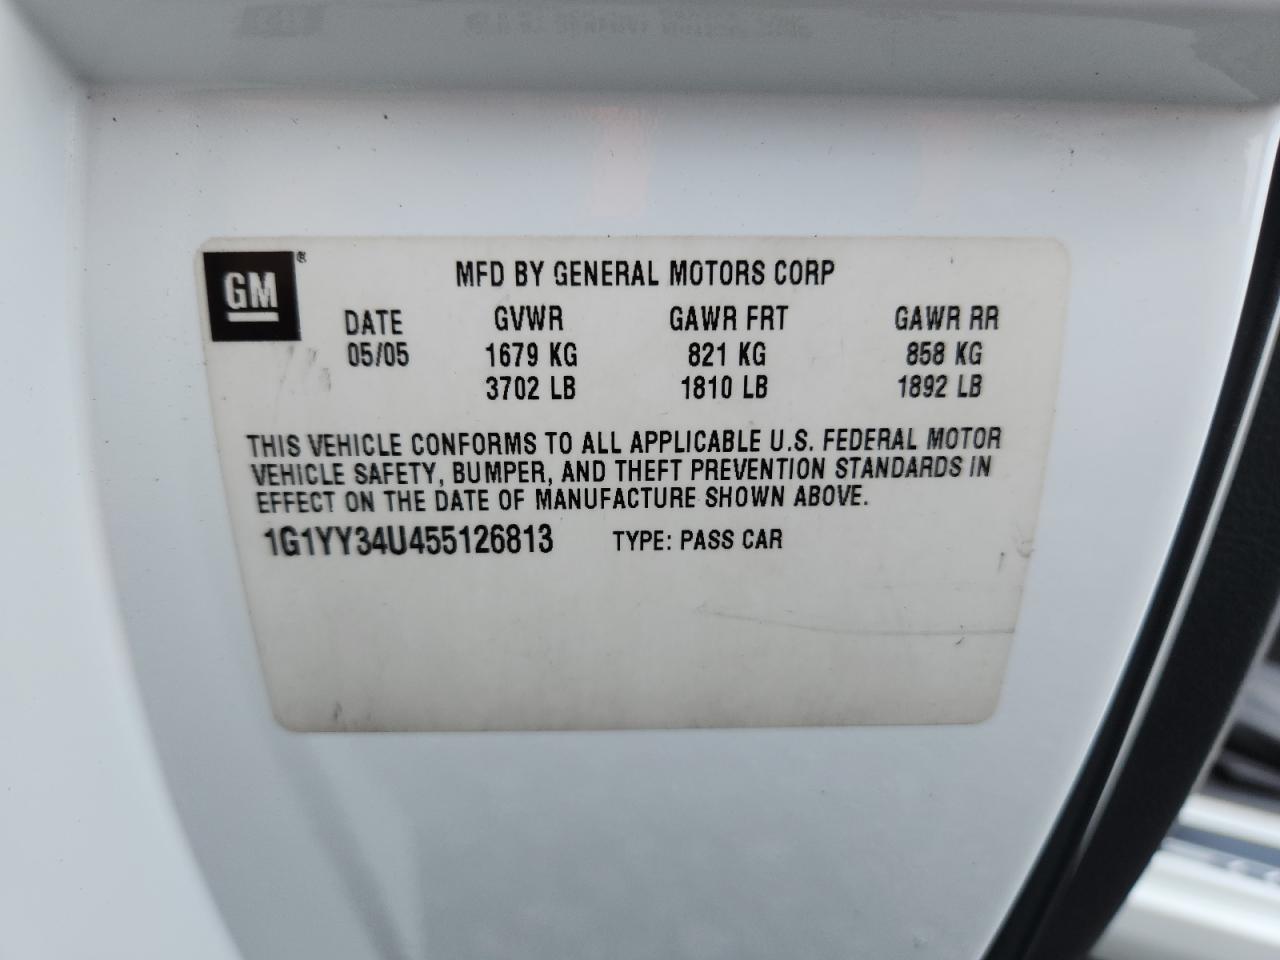 GM®
MFD BY GENERAL MOTORS CORP
DATE GVWR GAWR FRT GAWR RR
05/05 1679 KG 821 KG 858 KG
3702 LB 1810 LB 1892 LB
THIS VEHICLE CONFORMS TO ALL APPLICABLE U.S. FEDERAL MOTOR
VEHICLE SAFETY, BUMPER, AND THEFT PREVENTION STANDARDS IN
EFFECT ON THE DATE OF MANUFACTURE SHOWN ABOVE.
1G1YY34U455126813 TYPE: PASS CAR